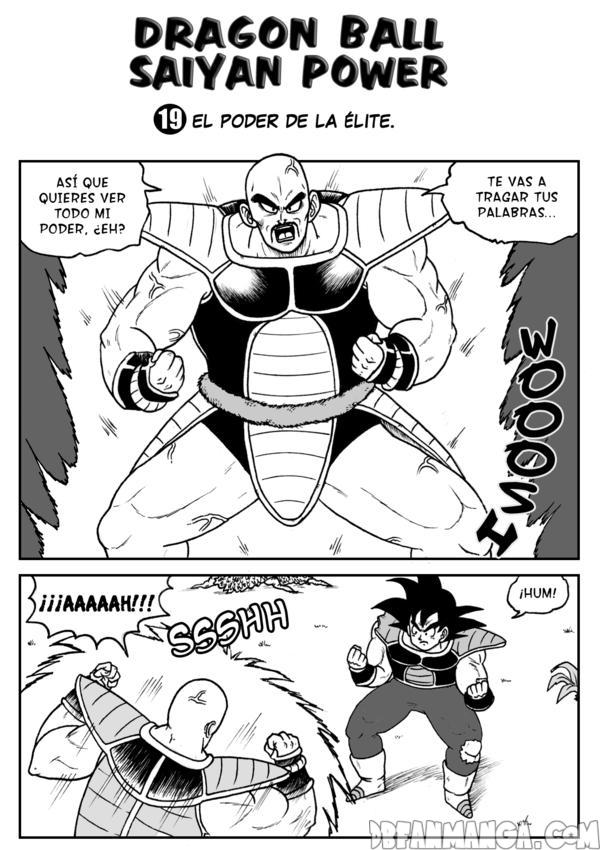 DRAGON BALL
SAIYAN POWER
19 EL PODER DE LA ÉLITE.
ASÍ QUE
QUIERES VER
TODO MI
PODER, ¿EH?
TE VAS A
TRAGAR TUS
PALABRAS...
WOOOSH
¡¡¡AAAAAH!!!
SSSHH
¡HUM!
DBFANMANGA.COM